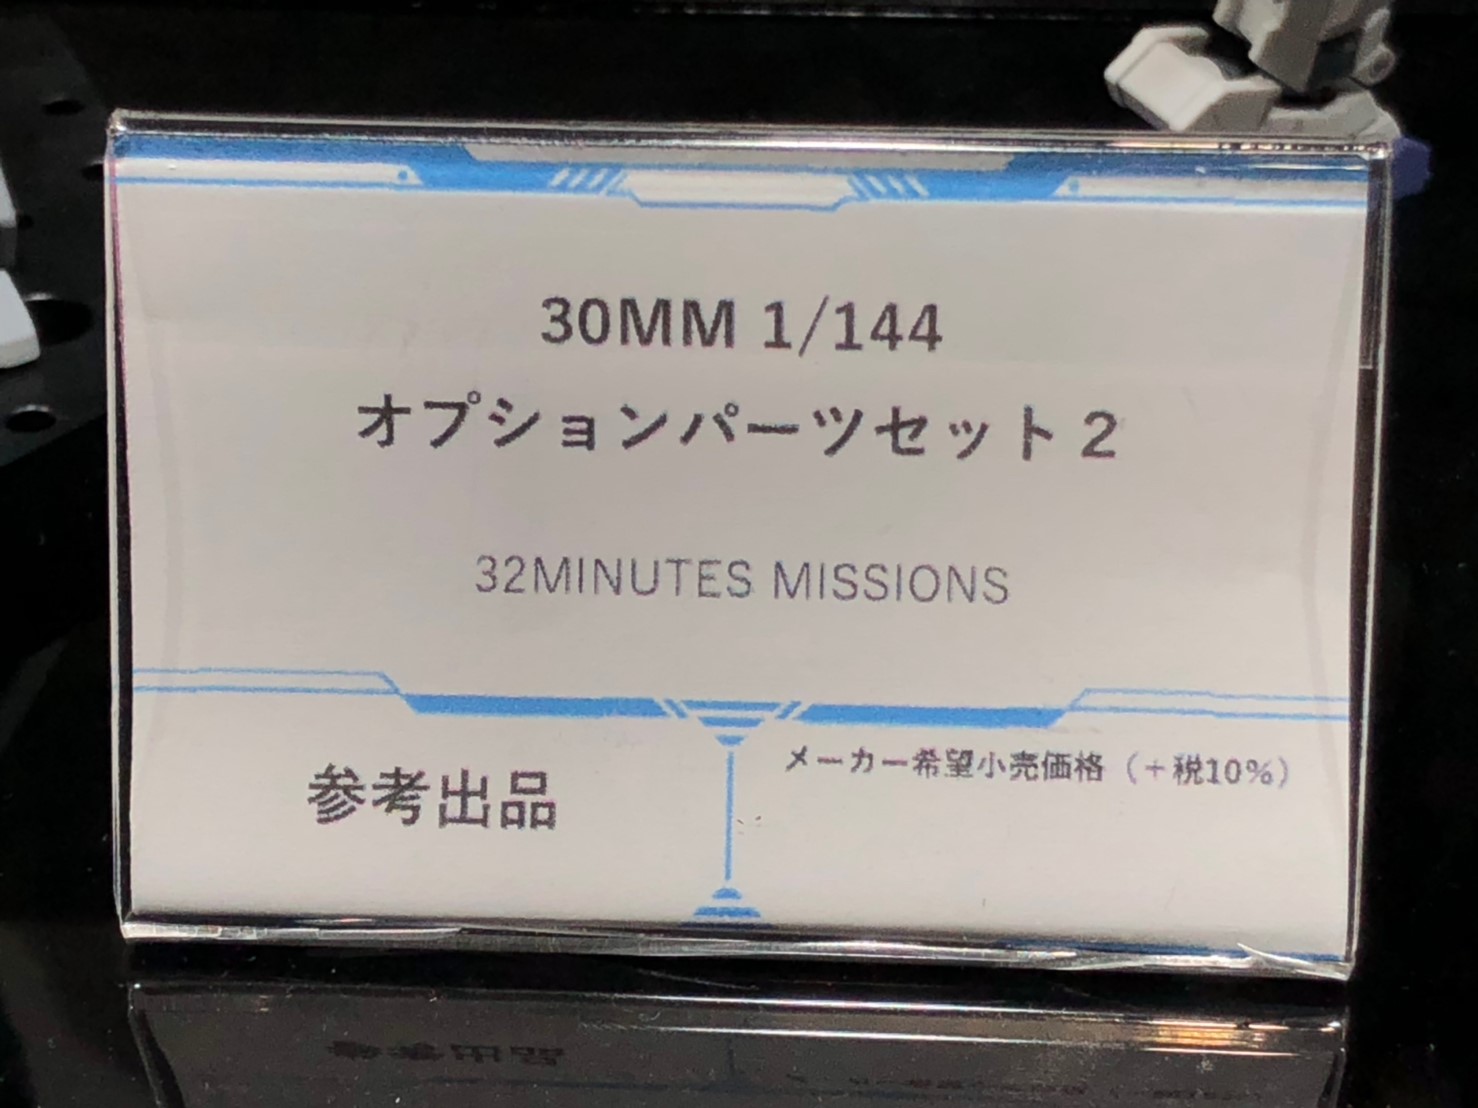 30MM 1/144
オプションパーツセット２
32MINUTES MISSIONS
参考出品
メーカー希望小売価格（＋税10%）